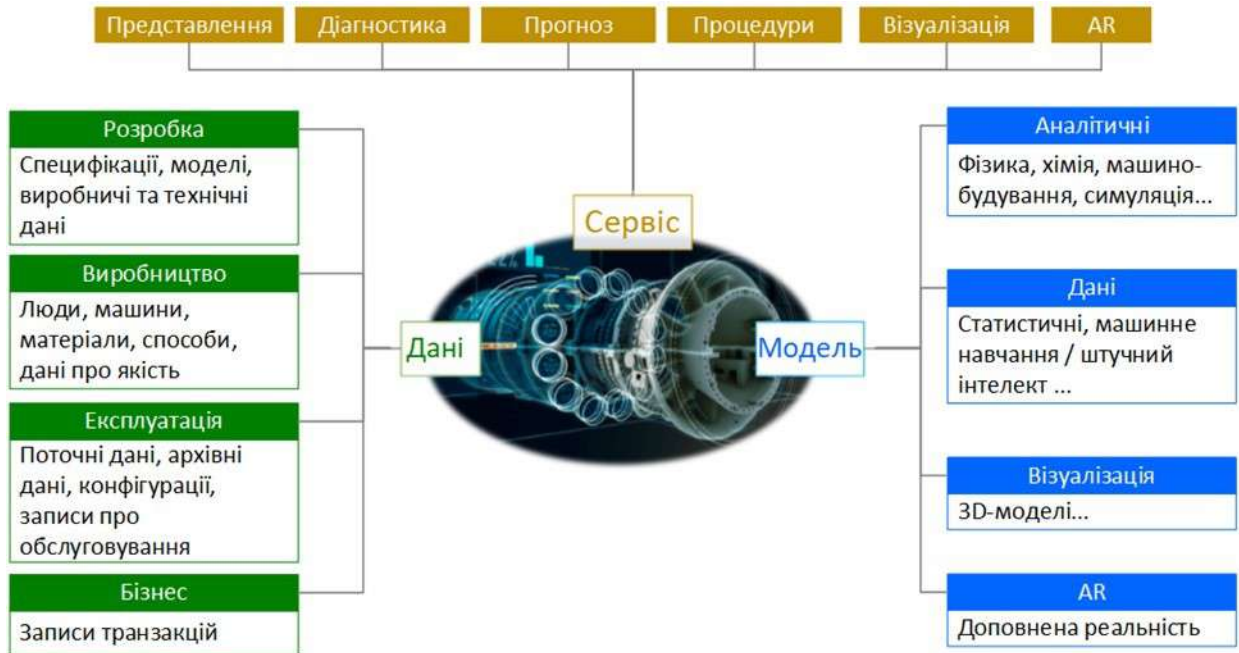 Представлення
Діагностика
Прогноз
Процедури
Візуалізація
AR
Сервіс
Дані
Модель
Розробка
Специфікації, моделі,
виробничі та технічні
дані
Виробництво
Люди, машини,
матеріали, способи,
дані про якість
Експлуатація
Поточні дані, архівні
дані, конфігурації,
записи про
обслуговування
Бізнес
Записи транзакцій
Аналітичні
Фізика, хімія, машино-
будування, симуляція...
Дані
Статистичні, машинне
навчання / штучний
інтелект ...
Візуалізація
3D-моделі...
AR
Доповнена реальність